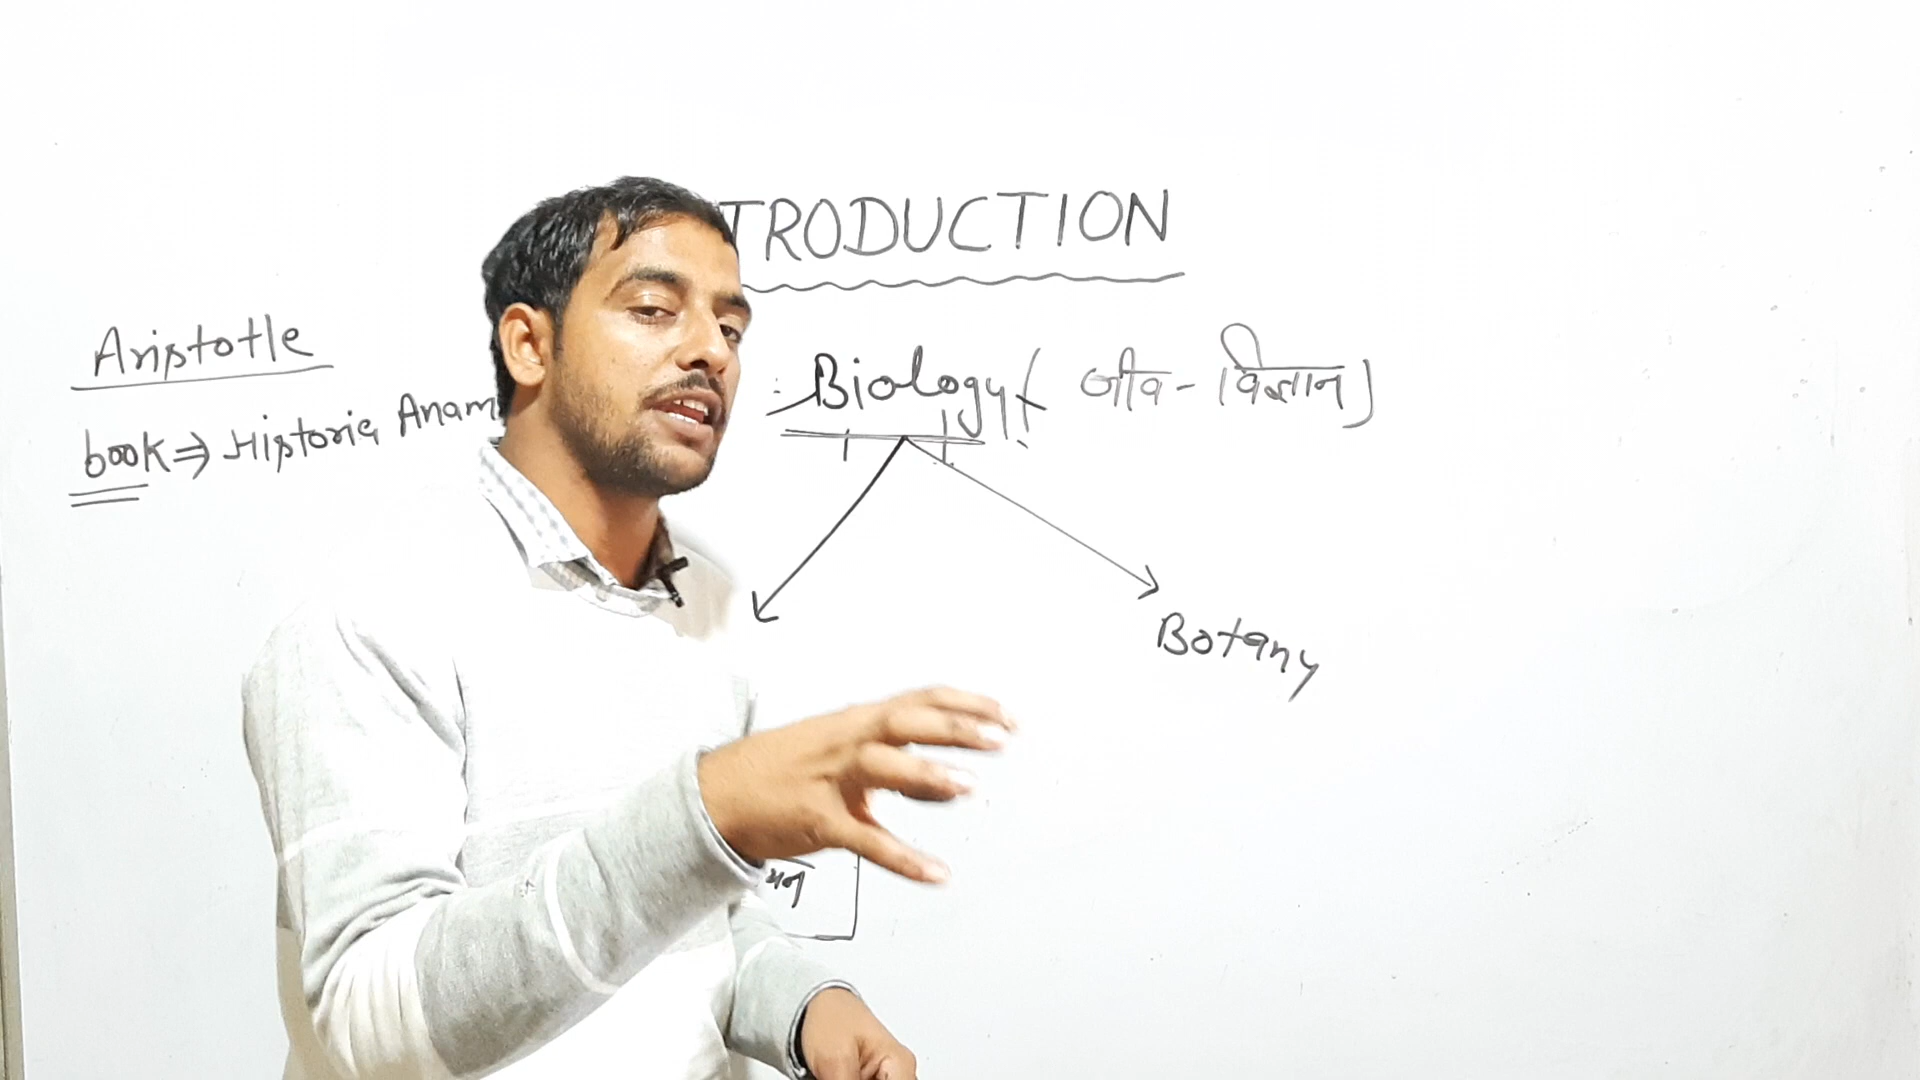 TRODUCTION
Aristotle
book ⇒ Historia Anam
Biology ( जीव - विज्ञान )
Botany